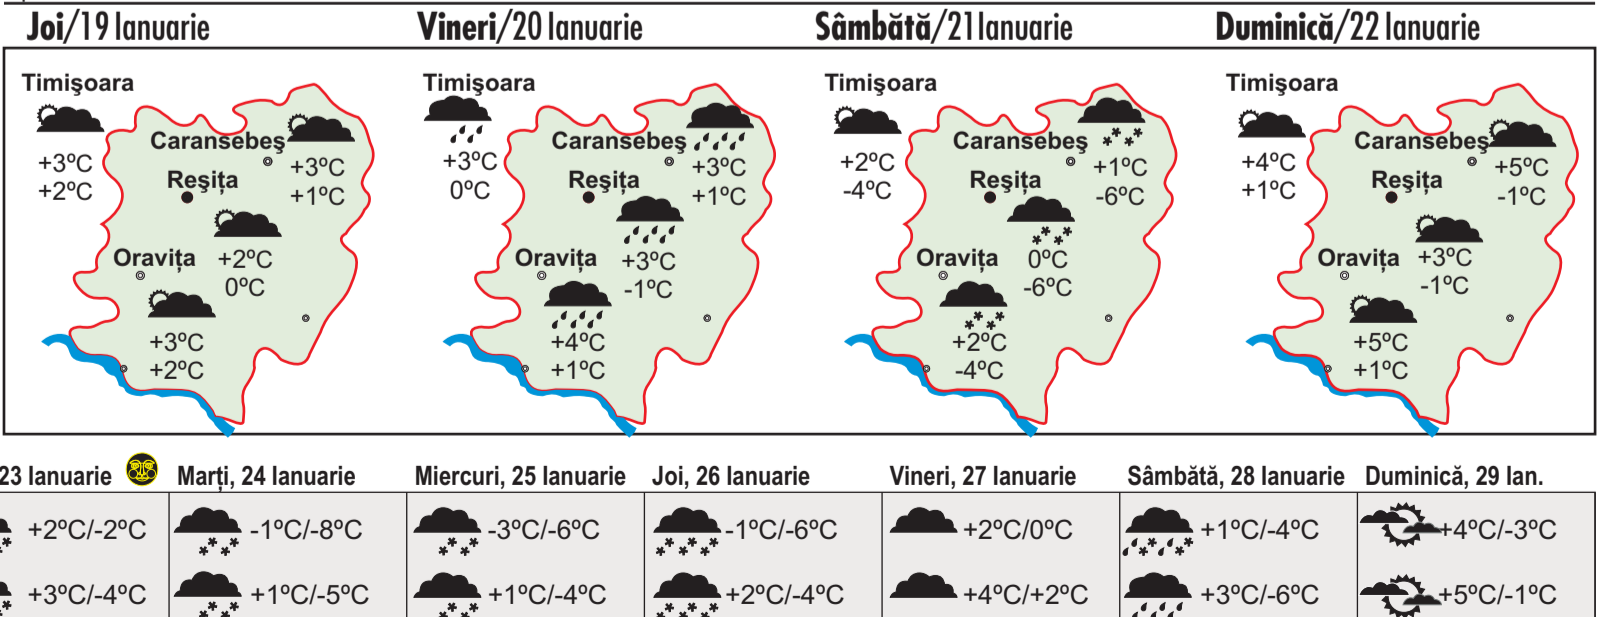 Joi/19 Ianuarie
Timişoara
+3ºC
+2ºC
Caransebeş
+3ºC
+1ºC
Reşiţa
+2ºC
0ºC
Oraviţa
+3ºC
+2ºC
Vineri/20 Ianuarie
Timişoara
+3ºC
0ºC
Caransebeş
+3ºC
+1ºC
Reşiţa
+3ºC
-1ºC
Oraviţa
+4ºC
+1ºC
Sâmbătă/21 Ianuarie
Timişoara
+2ºC
-4ºC
Caransebeş
+1ºC
-6ºC
Reşiţa
0ºC
-6ºC
Oraviţa
+2ºC
-4ºC
Duminică/22 Ianuarie
Timişoara
+4ºC
+1ºC
Caransebeş
+5ºC
-1ºC
Reşiţa
+3ºC
-1ºC
Oraviţa
+5ºC
+1ºC
23 Ianuarie Marţi, 24 Ianuarie Miercuri, 25 Ianuarie Joi, 26 Ianuarie Vineri, 27 Ianuarie Sâmbătă, 28 Ianuarie Duminică, 29 Ian.
+2ºC/-2ºC -1ºC/-8ºC -3ºC/-6ºC -1ºC/-6ºC +2ºC/0ºC +1ºC/-4ºC +4ºC/-3ºC
+3ºC/-4ºC +1ºC/-5ºC +1ºC/-4ºC +2ºC/-4ºC +4ºC/+2ºC +3ºC/-6ºC +5ºC/-1ºC